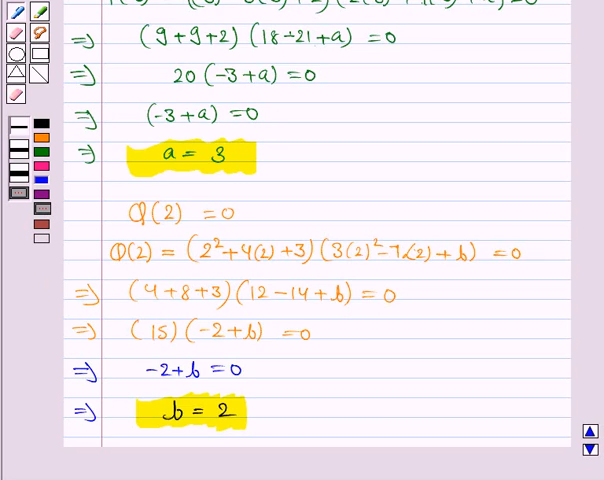 ⇒ (9+9+2) (18-21+a) =0
⇒ 20 (-3+a) =0
⇒ (-3+a) =0
⇒ a = 3
Q(2) =0
Q(2) = (2²+4(2)+3) (3(2)²-7(2)+b) =0
⇒ (4+8+3) (12-14+b) =0
⇒ (15) (-2+b) =0
⇒ -2+b =0
⇒ b = 2